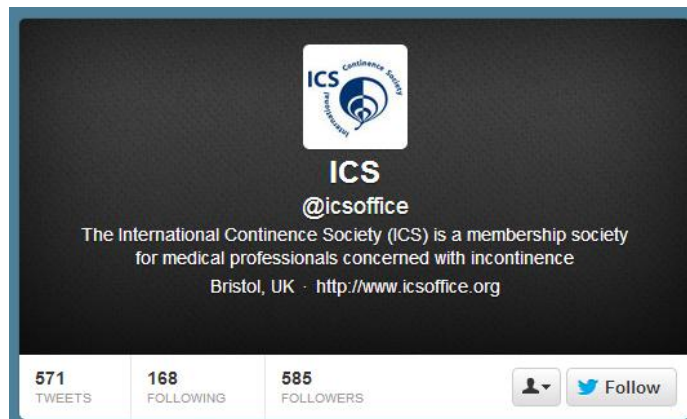 ICS
International Continence Society
ICS
@icsoffice
The International Continence Society (ICS) is a membership society
for medical professionals concerned with incontinence
Bristol, UK · http://www.icsoffice.org
571
TWEETS
168
FOLLOWING
585
FOLLOWERS
Follow